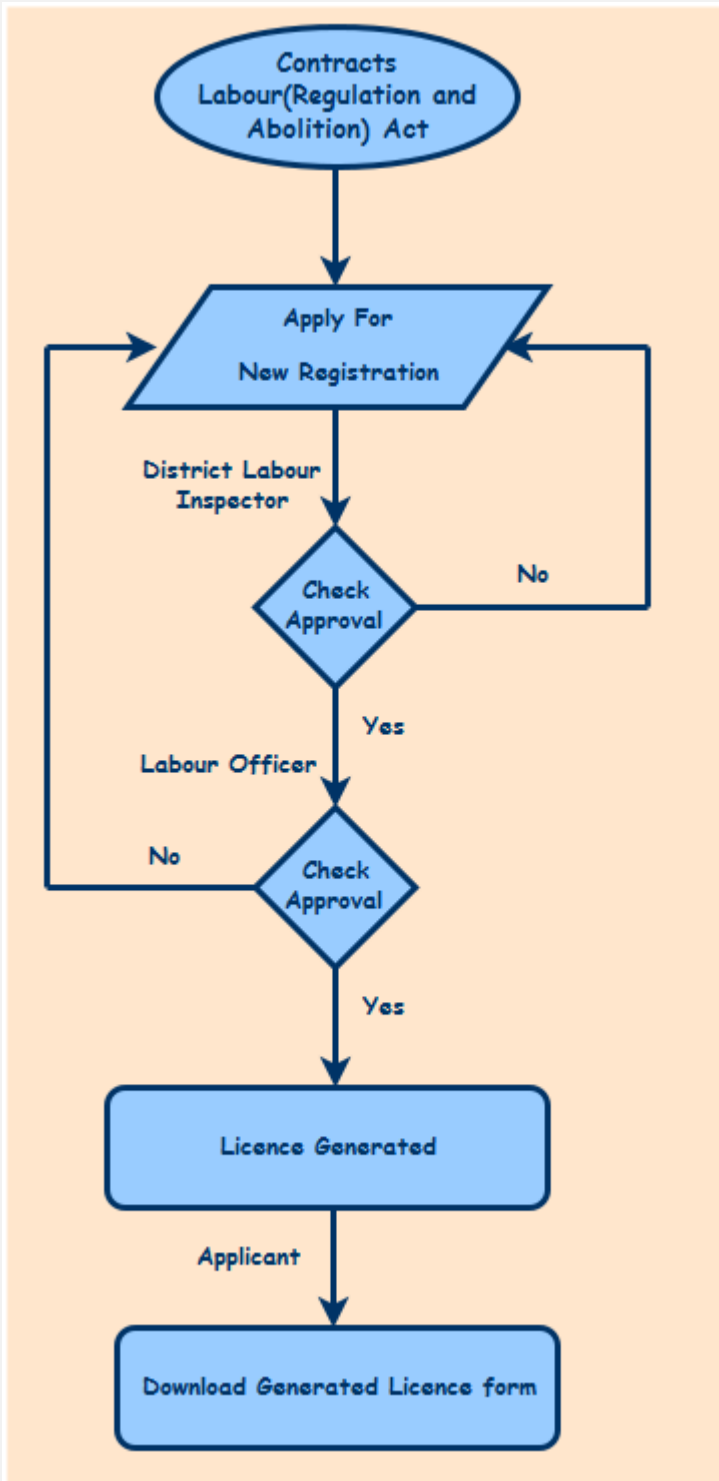 Contracts
Labour(Regulation and
Abolition) Act
Apply For
New Registration
District Labour
Inspector
Check
Approval
No
Yes
Labour Officer
No
Check
Approval
Yes
Licence Generated
Applicant
Download Generated Licence form